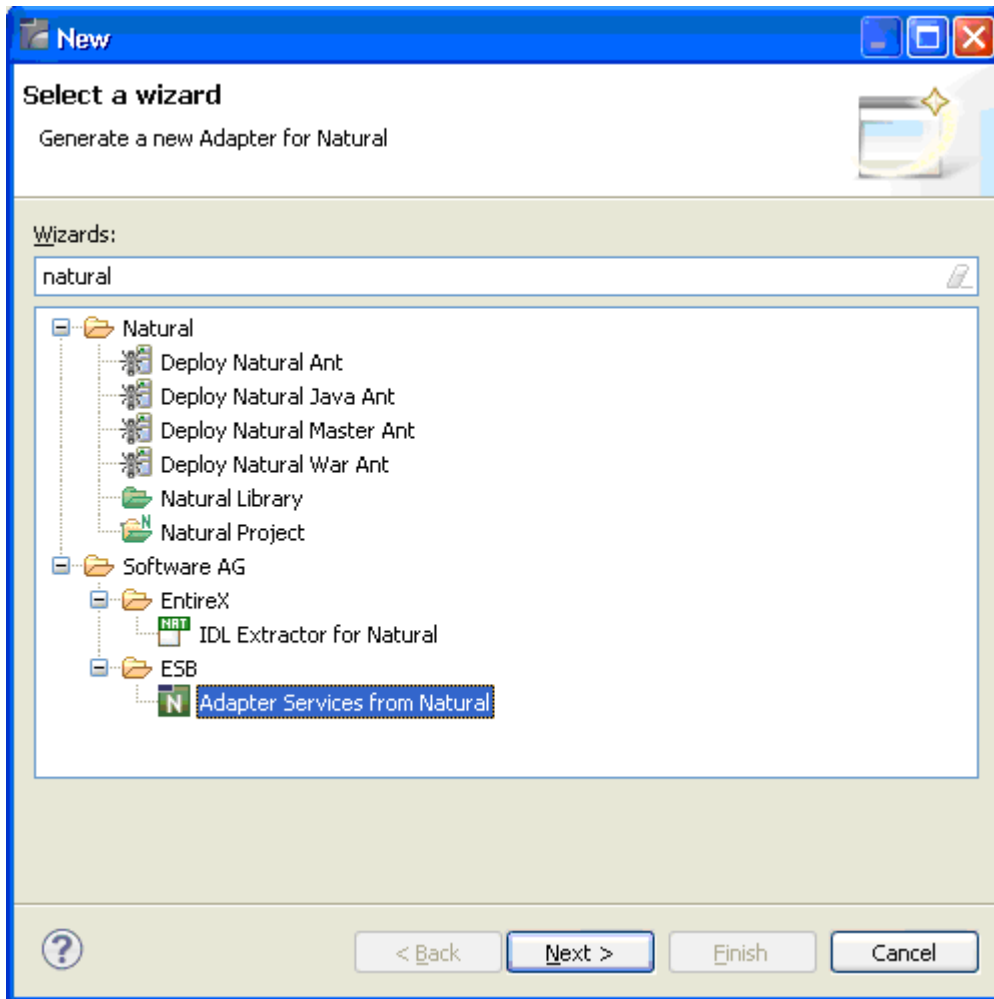 New
Select a wizard
Generate a new Adapter for Natural
Wizards:
natural
Natural
Deploy Natural Ant
Deploy Natural Java Ant
Deploy Natural Master Ant
Deploy Natural War Ant
Natural Library
N
Natural Project
Software AG
EntireX
NAT
IDL Extractor for Natural
ESB
N
Adapter Services from Natural
?
< Back
Next >
Finish
Cancel